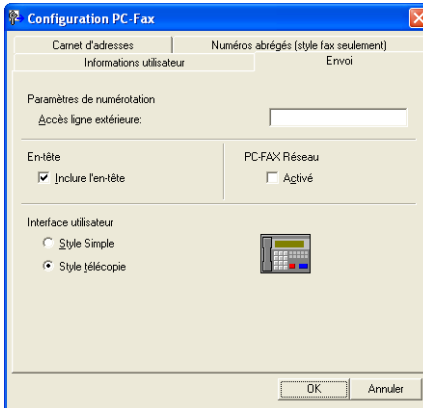 Configuration PC-Fax
Carnet d'adresses
Numéros abrégés (style fax seulement)
Informations utilisateur
Envoi
Paramètres de numérotation
Accès ligne extérieure:
En-tête
PC-FAX Réseau
Inclure l'en-tête
Activé
Interface utilisateur
Style Simple
Style télécopie
OK
Annuler